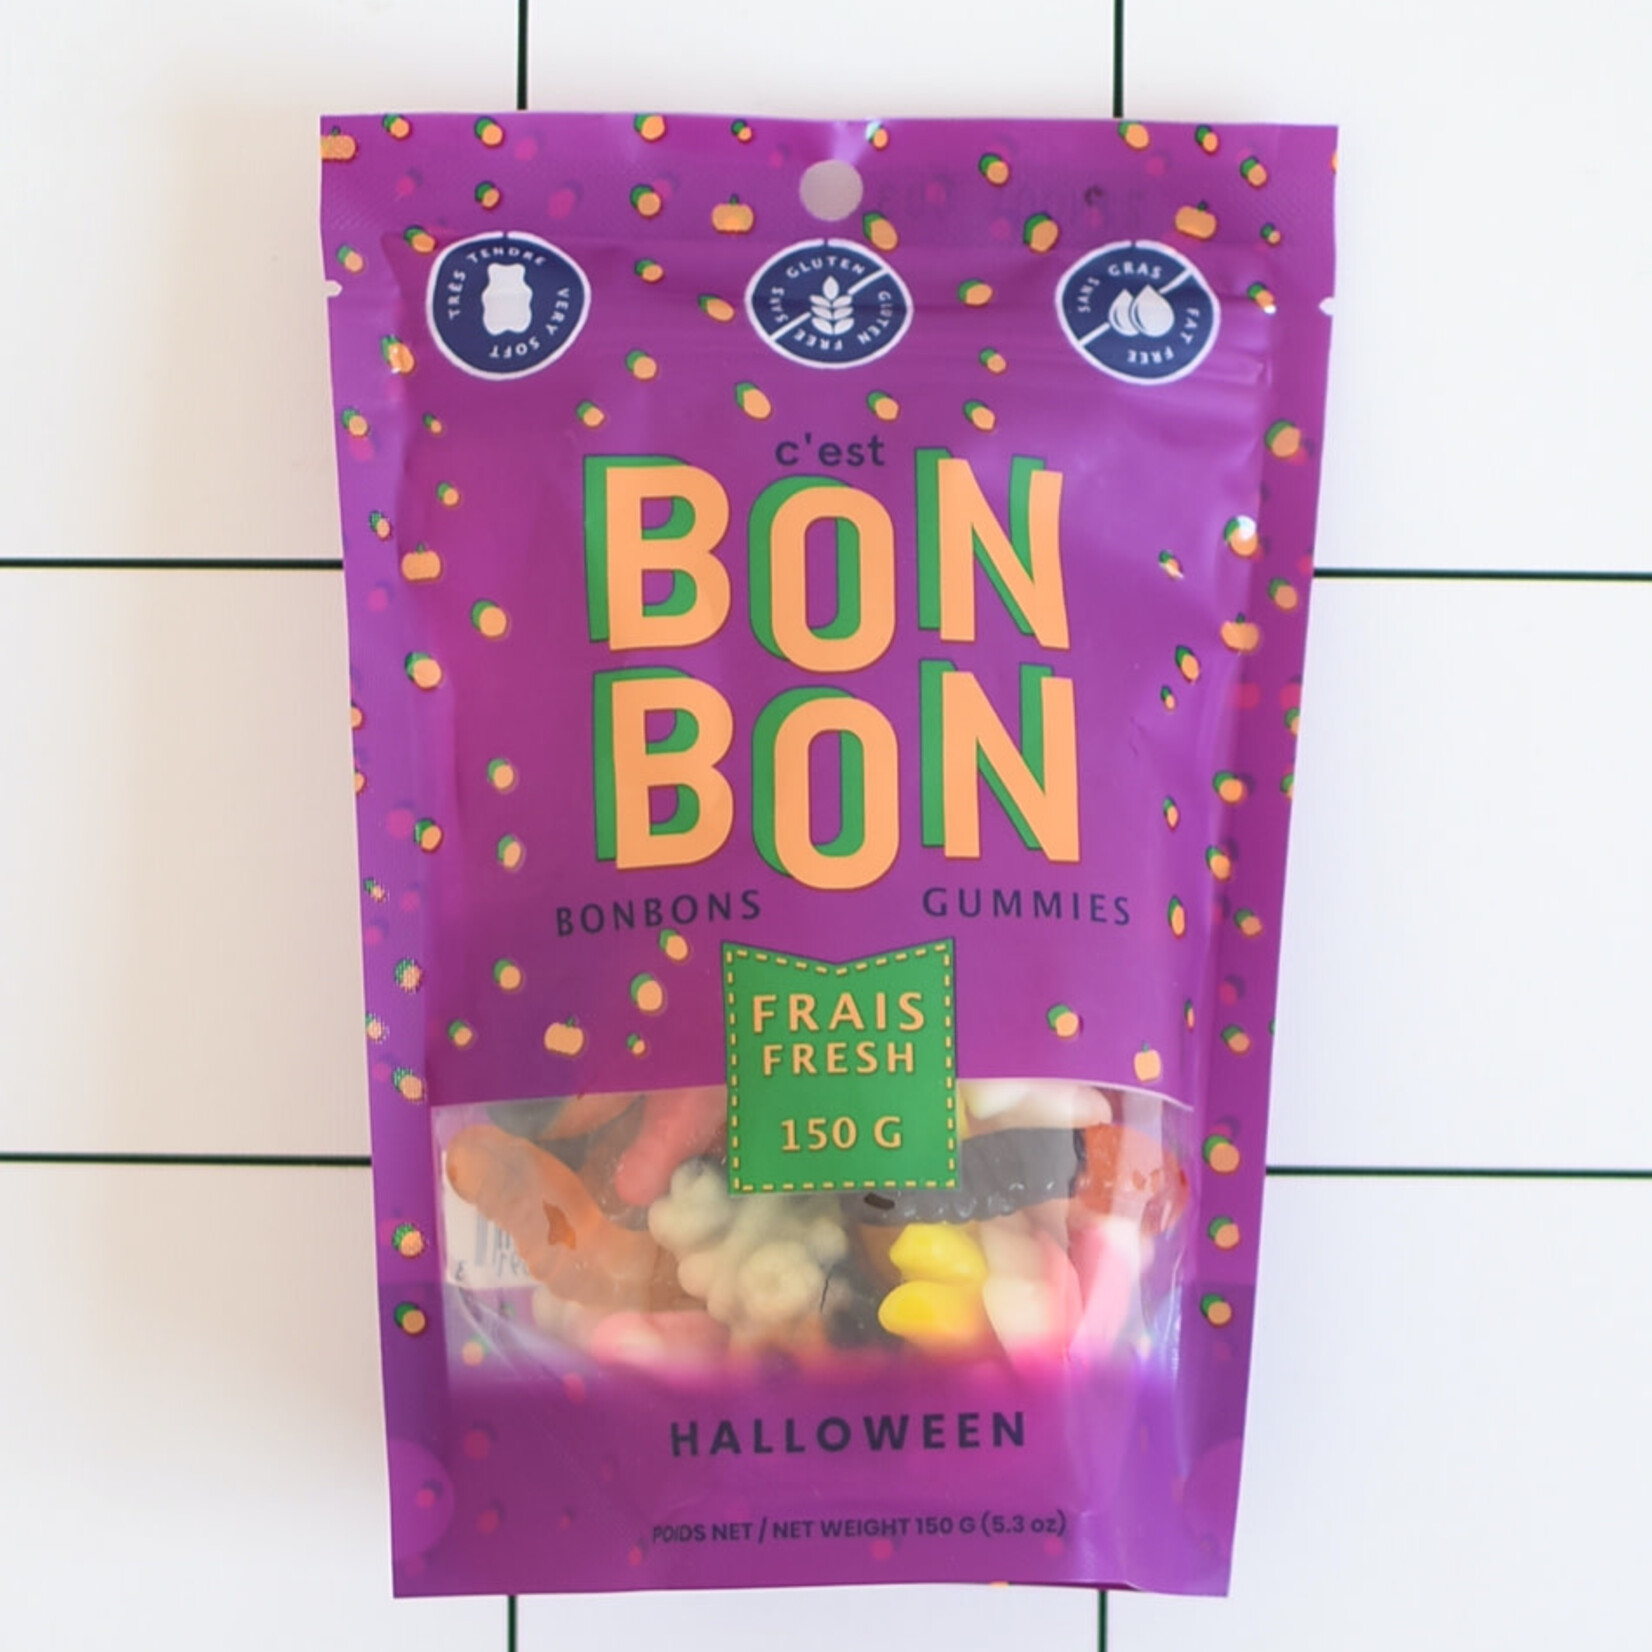 TRÈS TENDRE
VERY SOFT
SANS GLUTEN
GLUTEN FREE
SANS GRAS
FAT FREE
c'est
BON
BON
BONBONS GUMMIES
FRAIS
FRESH
150 G
HALLOWEEN
POIDS NET / NET WEIGHT 150 G (5.3 oz)